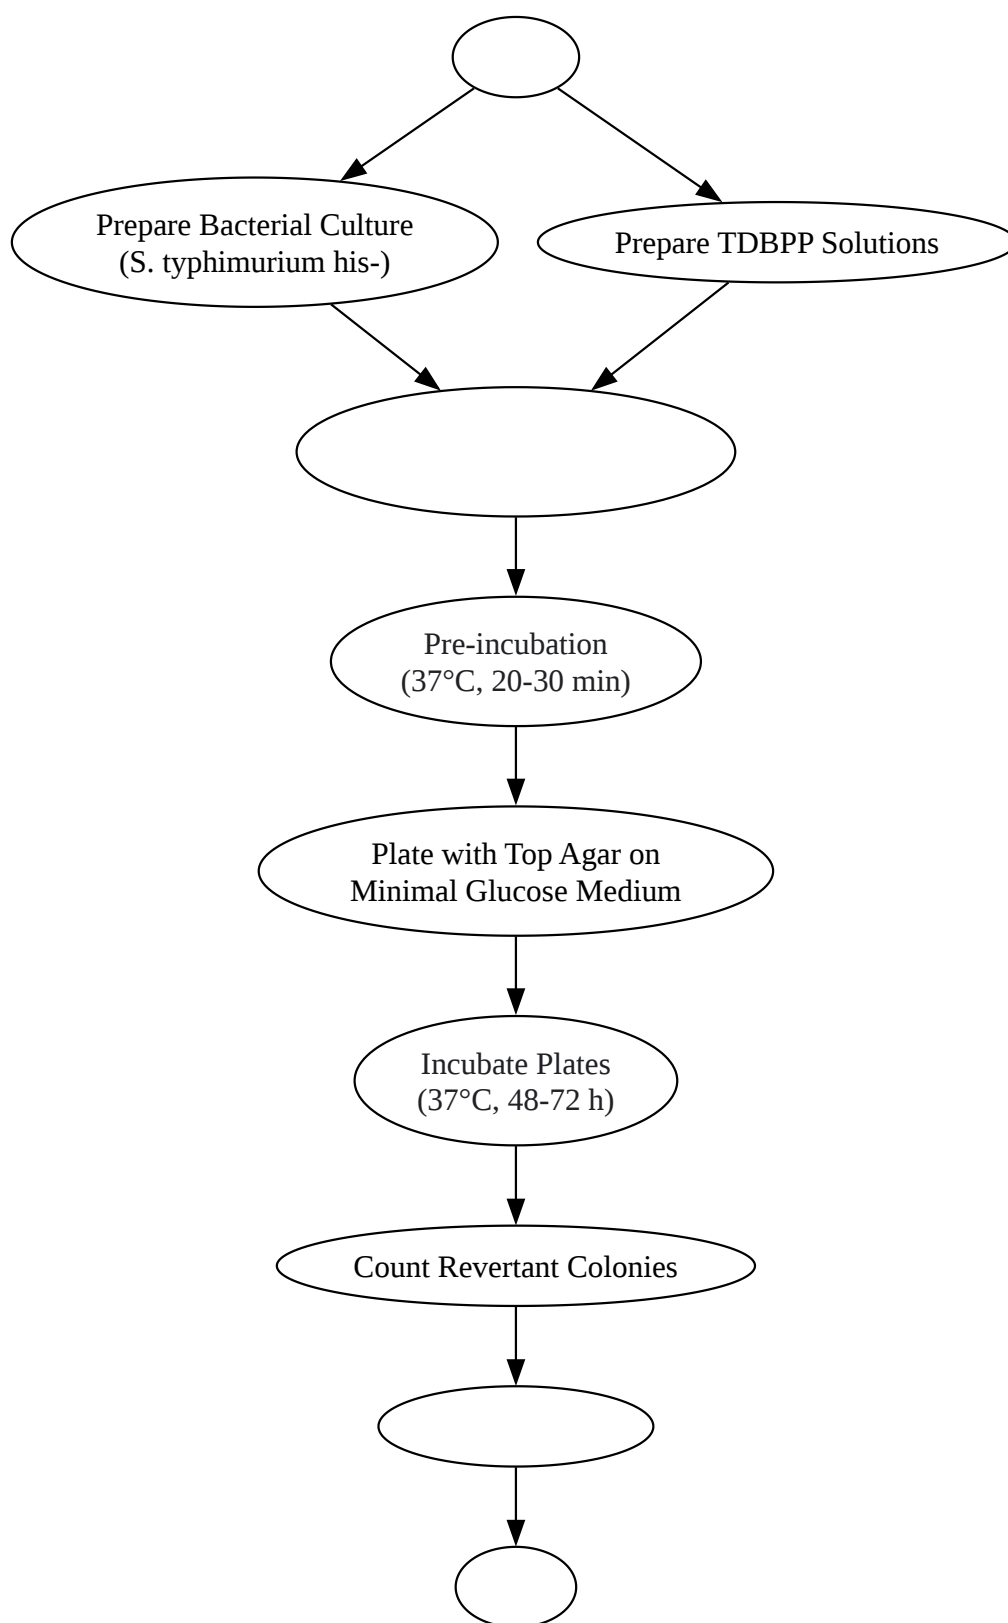 Prepare Bacterial Culture
(S. typhimurium his-)
Prepare TDBPP Solutions
Pre-incubation
(37°C, 20-30 min)
Plate with Top Agar on
Minimal Glucose Medium
Incubate Plates
(37°C, 48-72 h)
Count Revertant Colonies